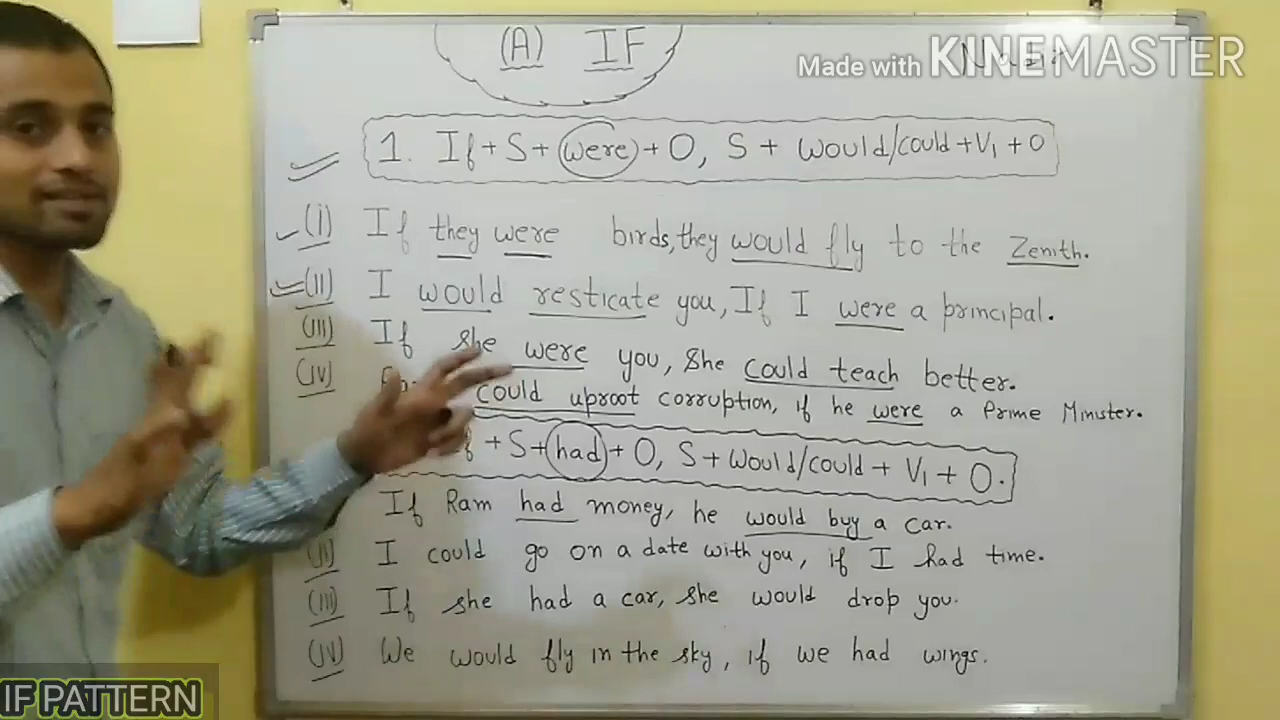 (A) IF
Made with KINEMASTER
1. If + S + (were) + O, S + would/could + V₁ + O
(i) If they were birds, they would fly to the Zenith.
(ii) I would resticate you, If I were a principal.
(iii) If she were you, She could teach better.
(iv) could uproot corruption, if he were a Prime Minister.
+ S + (had) + O, S + would/could + V₁ + O.
If Ram had money, he would buy a car.
(ii) I could go on a date with you, if I had time.
(iii) If she had a car, she would drop you.
(iv) We would fly in the sky, if we had wings.
IF PATTERN